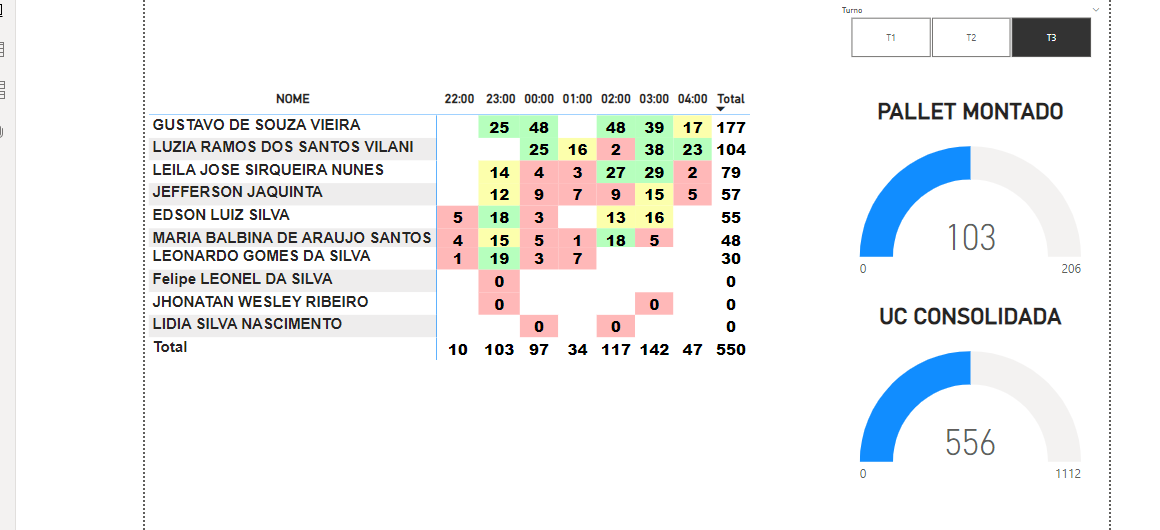 Turno
T1 T2 T3
NOME 22:00 23:00 00:00 01:00 02:00 03:00 04:00 Total
GUSTAVO DE SOUZA VIEIRA 25 48 48 39 17 177
LUZIA RAMOS DOS SANTOS VILANI 25 16 2 38 23 104
LEILA JOSE SIRQUEIRA NUNES 14 4 3 27 29 2 79
JEFFERSON JAQUINTA 12 9 7 9 15 5 57
EDSON LUIZ SILVA 5 18 3 13 16 55
MARIA BALBINA DE ARAUJO SANTOS 4 15 5 1 18 5 48
LEONARDO GOMES DA SILVA 1 19 3 7 30
Felipe LEONEL DA SILVA 0 0
JHONATAN WESLEY RIBEIRO 0 0 0
LIDIA SILVA NASCIMENTO 0 0 0
Total 10 103 97 34 117 142 47 550
PALLET MONTADO
103
0 206
UC CONSOLIDADA
556
0 1112